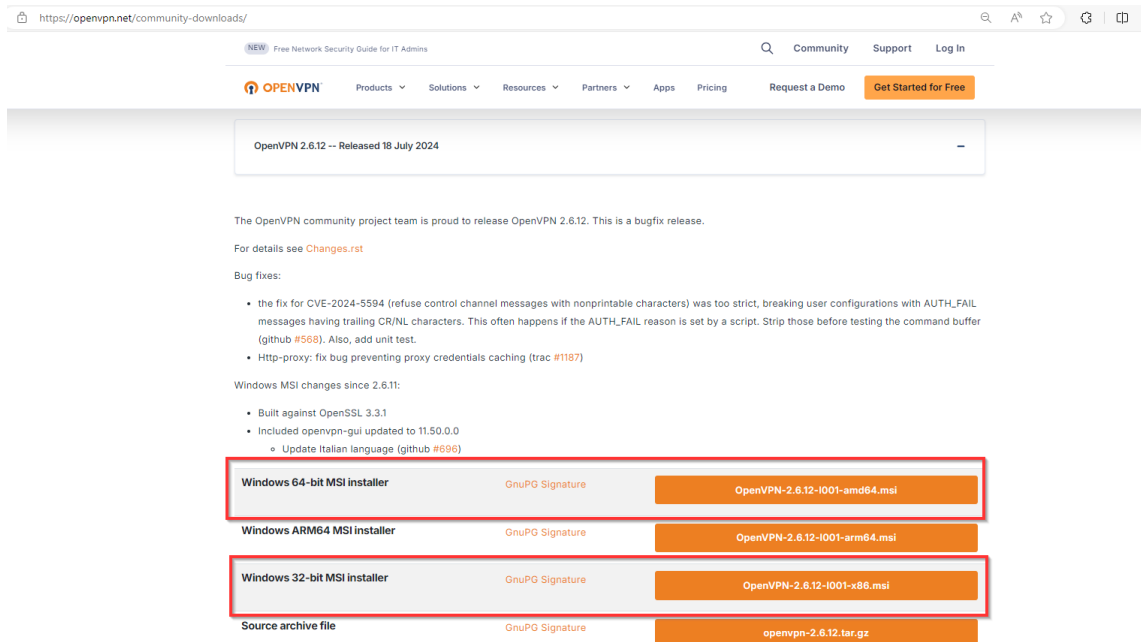 https://openvpn.net/community-downloads/
NEW Free Network Security Guide for IT Admins Community Support Log In
OPENVPN Products Solutions Resources Partners Apps Pricing Request a Demo Get Started for Free
OpenVPN 2.6.12 -- Released 18 July 2024 –
The OpenVPN community project team is proud to release OpenVPN 2.6.12. This is a bugfix release.
For details see Changes.rst
Bug fixes:
• the fix for CVE-2024-5594 (refuse control channel messages with nonprintable characters) was too strict, breaking user configurations with AUTH_FAIL
messages having trailing CR/NL characters. This often happens if the AUTH_FAIL reason is set by a script. Strip those before testing the command buffer
(github #568). Also, add unit test.
• Http-proxy: fix bug preventing proxy credentials caching (trac #1187)
Windows MSI changes since 2.6.11:
• Built against OpenSSL 3.3.1
• Included openvpn-gui updated to 11.50.0.0
◦ Update Italian language (github #696)
Windows 64-bit MSI installer GnuPG Signature OpenVPN-2.6.12-I001-amd64.msi
Windows ARM64 MSI installer GnuPG Signature OpenVPN-2.6.12-I001-arm64.msi
Windows 32-bit MSI installer GnuPG Signature OpenVPN-2.6.12-I001-x86.msi
Source archive file GnuPG Signature openvpn-2.6.12.tar.gz